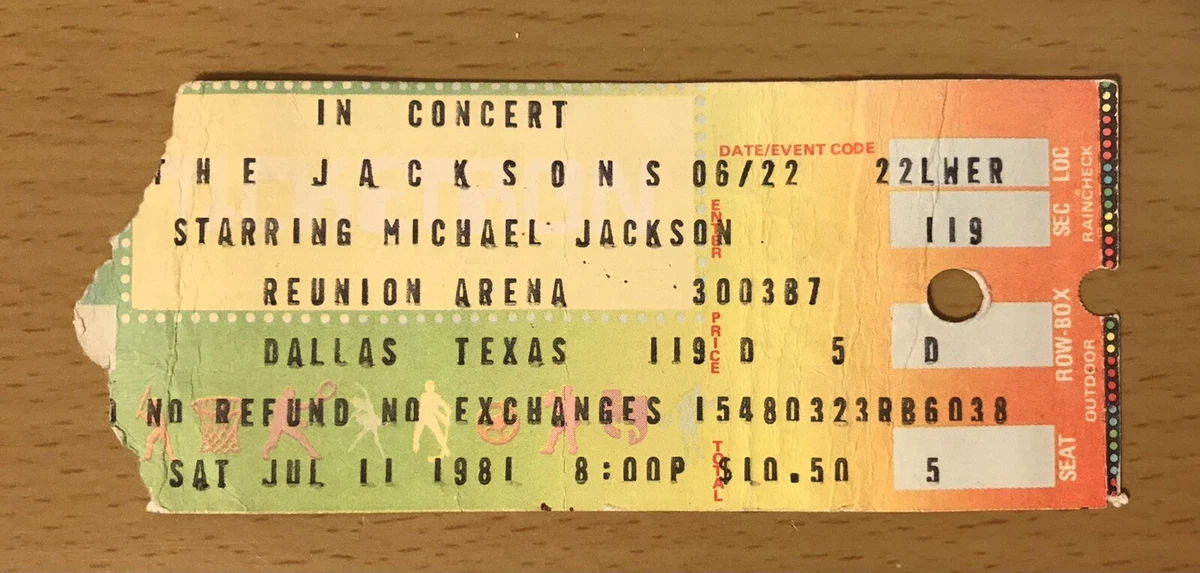 IN CONCERT
THE JACKSONS 06/22 22LWER
STARRING MICHAEL JACKSON 119
REUNION ARENA 300387
DALLAS TEXAS 119 D 5 D
NO REFUND NO EXCHANGES 15480323RB6038
SAT JUL 11 1981 8:00P $10.50 5
DATE/EVENT CODE
ENTER
PRICE
TOTAL
LOC
SEC
ROW-BOX
SEAT
RAINCHECK
OUTDOOR